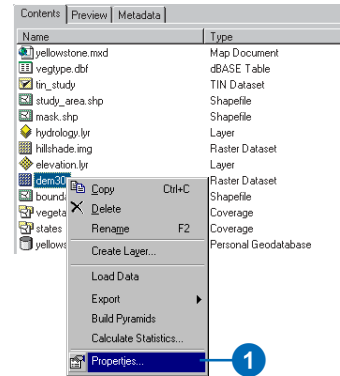 Contents Preview Metadata
Name Type
yellowstone.mxd Map Document
vegtype.dbf dBASE Table
tin_study TIN Dataset
study_area.shp Shapefile
mask.shp Shapefile
hydrology.lyr Layer
hillshade.img Raster Dataset
elevation.lyr Layer
dem30 Raster Dataset
bounda Shapefile
vegeta Coverage
states Coverage
yellows Personal Geodatabase
Copy Ctrl+C
Delete
Rename F2
Create Layer...
Load Data
Export
Build Pyramids
Calculate Statistics...
Properties...
1